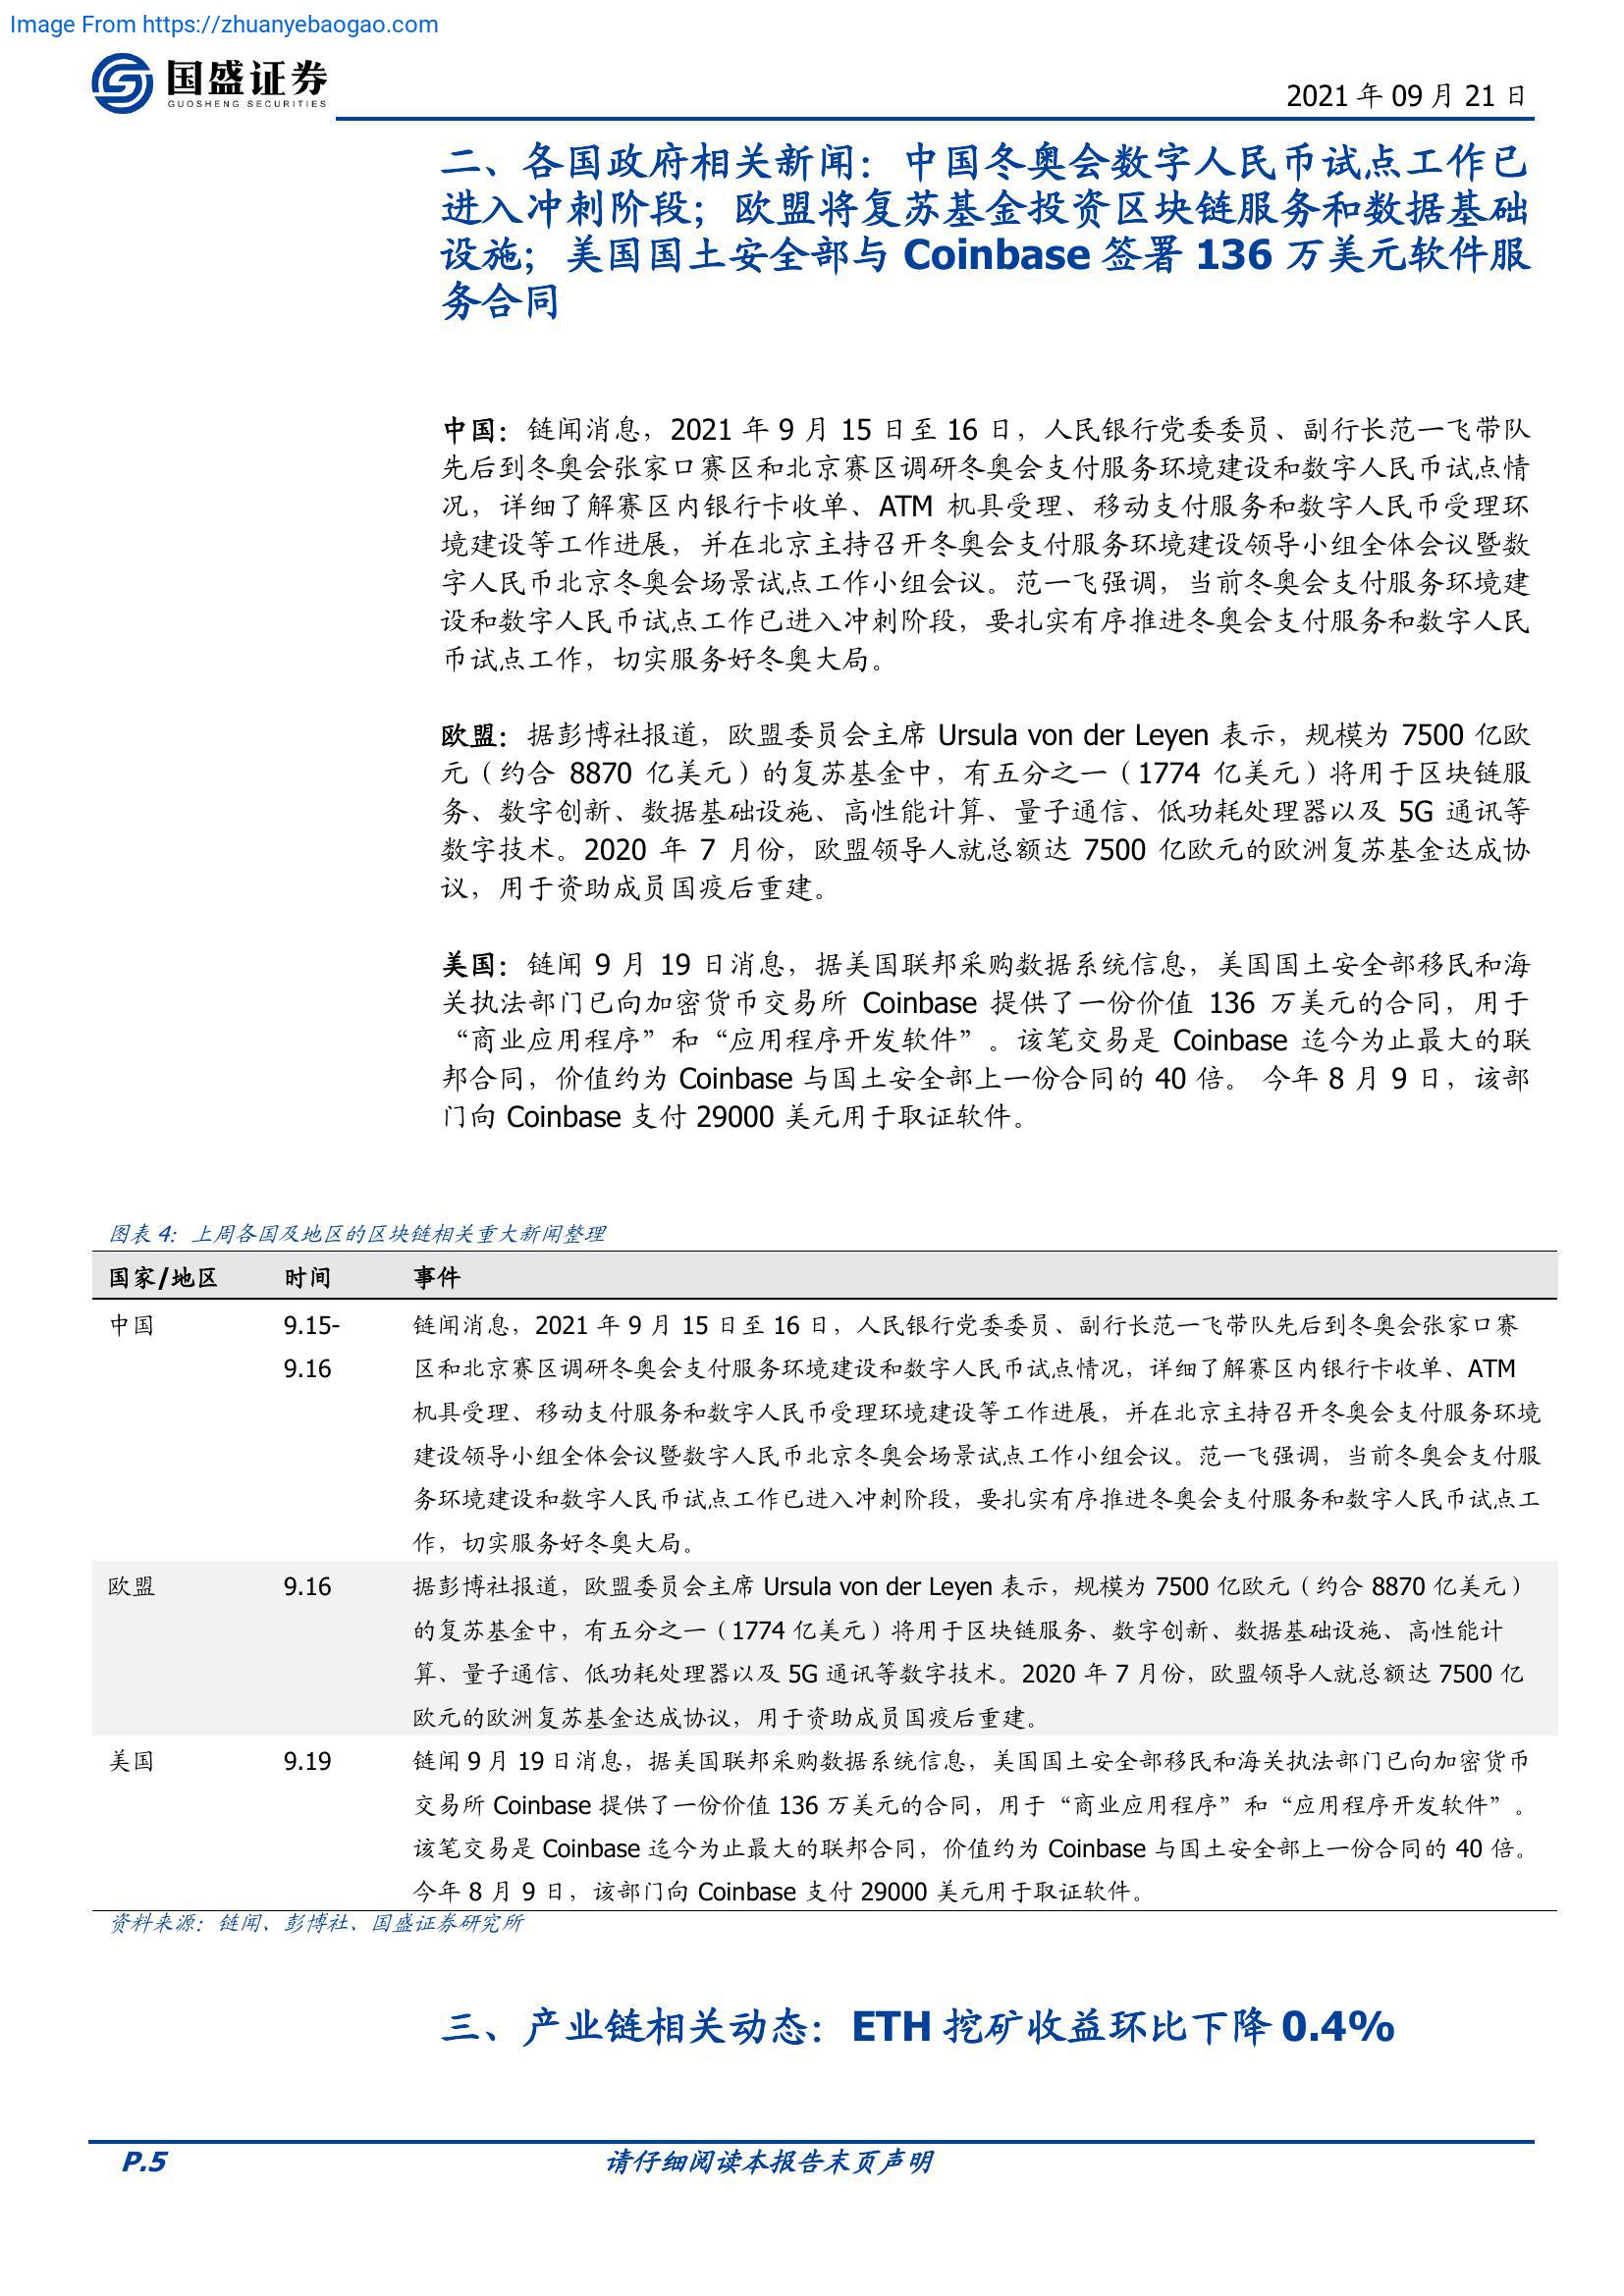 Image From https://zhuanyebaogao.com
国盛证券
GUOSHENG SECURITIES
2021 年 09 月 21 日
二、各国政府相关新闻：中国冬奥会数字人民币试点工作已
进入冲刺阶段；欧盟将复苏基金投资区块链服务和数据基础
设施；美国国土安全部与 Coinbase 签署 136 万美元软件服
务合同
中国：链闻消息，2021 年 9 月 15 日至 16 日，人民银行党委委员、副行长范一飞带队
先后到冬奥会张家口赛区和北京赛区调研冬奥会支付服务环境建设和数字人民币试点情
况，详细了解赛区内银行卡收单、ATM 机具受理、移动支付服务和数字人民币受理环
境建设等工作进展，并在北京主持召开冬奥会支付服务环境建设领导小组全体会议暨数
字人民币北京冬奥会场景试点工作小组会议。范一飞强调，当前冬奥会支付服务环境建
设和数字人民币试点工作已进入冲刺阶段，要扎实有序推进冬奥会支付服务和数字人民
币试点工作，切实服务好冬奥大局。
欧盟：据彭博社报道，欧盟委员会主席 Ursula von der Leyen 表示，规模为 7500 亿欧
元（约合 8870 亿美元）的复苏基金中，有五分之一（1774 亿美元）将用于区块链服
务、数字创新、数据基础设施、高性能计算、量子通信、低功耗处理器以及 5G 通讯等
数字技术。2020 年 7 月份，欧盟领导人就总额达 7500 亿欧元的欧洲复苏基金达成协
议，用于资助成员国疫后重建。
美国：链闻 9 月 19 日消息，据美国联邦采购数据系统信息，美国国土安全部移民和海
关执法部门已向加密货币交易所 Coinbase 提供了一份价值 136 万美元的合同，用于
“商业应用程序”和“应用程序开发软件”。该笔交易是 Coinbase 迄今为止最大的联
邦合同，价值约为 Coinbase 与国土安全部上一份合同的 40 倍。 今年 8 月 9 日，该部
门向 Coinbase 支付 29000 美元用于取证软件。
图表 4：上周各国及地区的区块链相关重大新闻整理
国家/地区 时间 事件
中国 9.15- 链闻消息，2021 年 9 月 15 日至 16 日，人民银行党委委员、副行长范一飞带队先后到冬奥会张家口赛
9.16 区和北京赛区调研冬奥会支付服务环境建设和数字人民币试点情况，详细了解赛区内银行卡收单、ATM
机具受理、移动支付服务和数字人民币受理环境建设等工作进展，并在北京主持召开冬奥会支付服务环境
建设领导小组全体会议暨数字人民币北京冬奥会场景试点工作小组会议。范一飞强调，当前冬奥会支付服
务环境建设和数字人民币试点工作已进入冲刺阶段，要扎实有序推进冬奥会支付服务和数字人民币试点工
作，切实服务好冬奥大局。
欧盟 9.16 据彭博社报道，欧盟委员会主席 Ursula von der Leyen 表示，规模为 7500 亿欧元（约合 8870 亿美元）
的复苏基金中，有五分之一（1774 亿美元）将用于区块链服务、数字创新、数据基础设施、高性能计
算、量子通信、低功耗处理器以及 5G 通讯等数字技术。2020 年 7 月份，欧盟领导人就总额达 7500 亿
欧元的欧洲复苏基金达成协议，用于资助成员国疫后重建。
美国 9.19 链闻 9 月 19 日消息，据美国联邦采购数据系统信息，美国国土安全部移民和海关执法部门已向加密货币
交易所 Coinbase 提供了一份价值 136 万美元的合同，用于“商业应用程序”和“应用程序开发软件”。
该笔交易是 Coinbase 迄今为止最大的联邦合同，价值约为 Coinbase 与国土安全部上一份合同的 40 倍。
今年 8 月 9 日，该部门向 Coinbase 支付 29000 美元用于取证软件。
资料来源：链闻、彭博社、国盛证券研究所
三、产业链相关动态：ETH 挖矿收益环比下降 0.4%
P.5
请仔细阅读本报告末页声明